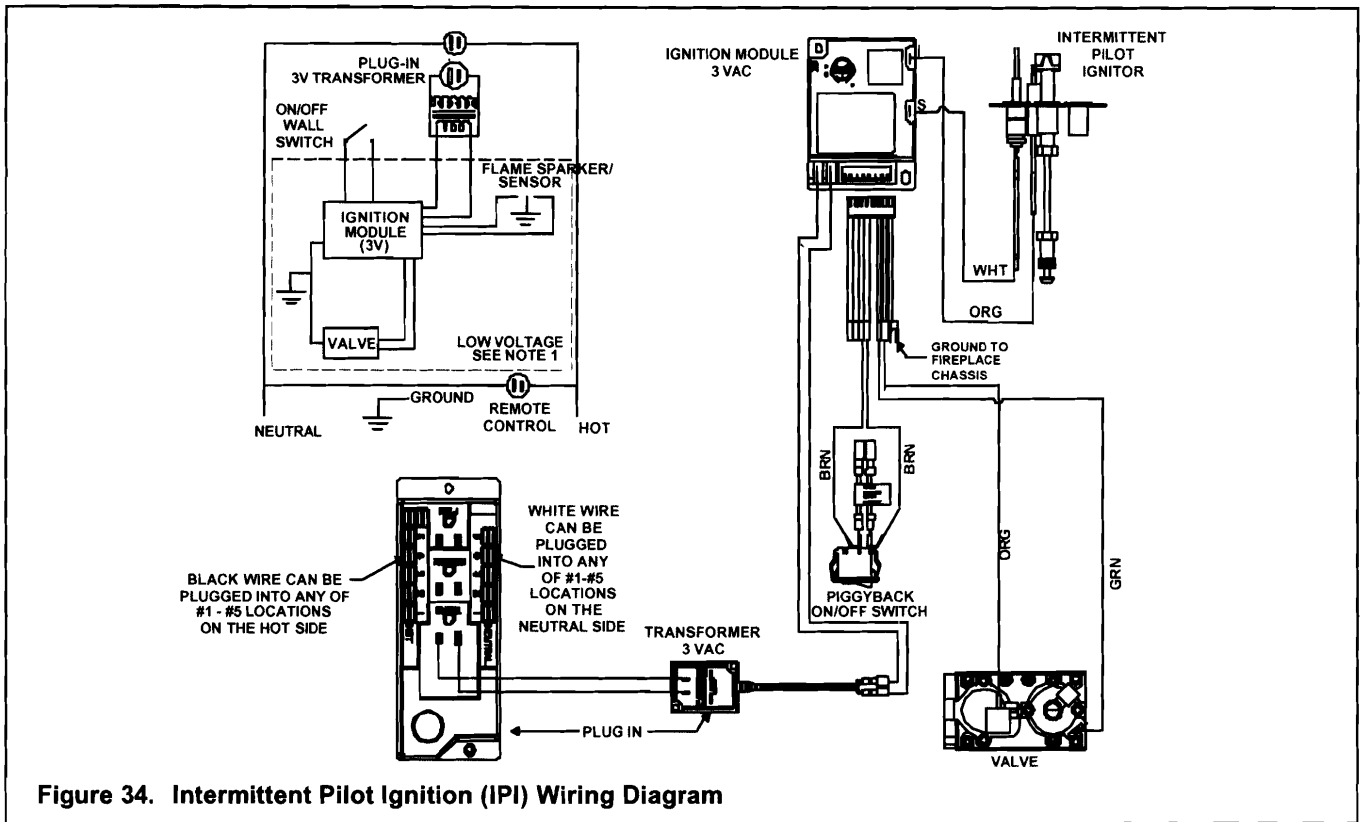 PLUG-IN
3V TRANSFORMER
ON/OFF
WALL
SWITCH
FLAME SPARKER/
SENSOR
IGNITION
MODULE
(3V)
VALVE
LOW VOLTAGE
SEE NOTE 1
GROUND
REMOTE
CONTROL
NEUTRAL
HOT
IGNITION MODULE
3 VAC
D
I
S
INTERMITTENT
PILOT
IGNITOR
WHT
ORG
GROUND TO
FIREPLACE
CHASSIS
BRN
BRN
PIGGYBACK
ON/OFF SWITCH
ORG
GRN
VALVE
BLACK WIRE CAN BE
PLUGGED INTO ANY OF
#1 - #5 LOCATIONS
ON THE HOT SIDE
WHITE WIRE
CAN BE
PLUGGED
INTO ANY
OF #1-#5
LOCATIONS
ON THE
NEUTRAL SIDE
HOT
NEUTRAL
TRANSFORMER
3 VAC
PLUG IN
Figure 34. Intermittent Pilot Ignition (IPI) Wiring Diagram